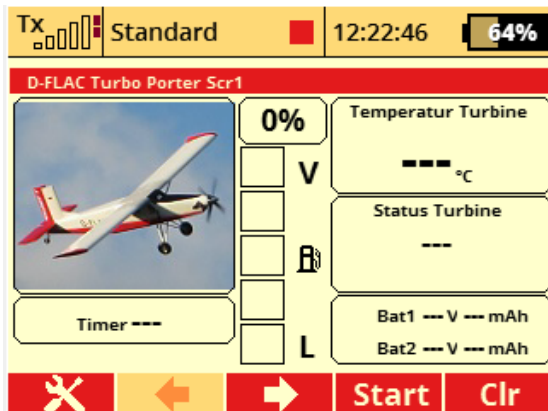 Tx Standard 12:22:46 64%
D-FLAC Turbo Porter Scr1
0%
V
L
Timer ---
Temperatur Turbine
--- °C
Status Turbine
---
Bat1 --- V --- mAh
Bat2 --- V --- mAh
Start Clr